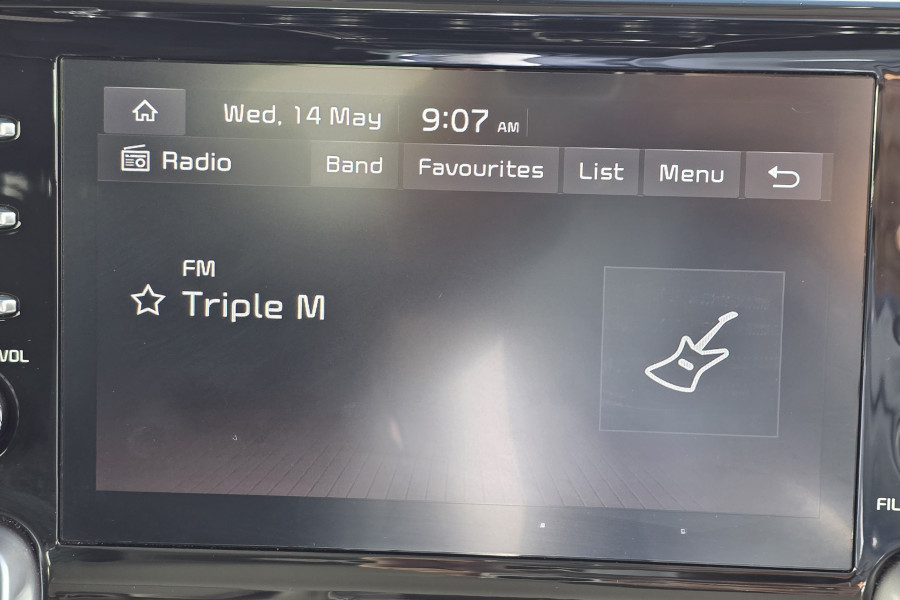 Wed, 14 May 9:07 AM
Radio Band Favourites List Menu
FM
Triple M
VOL
FIL